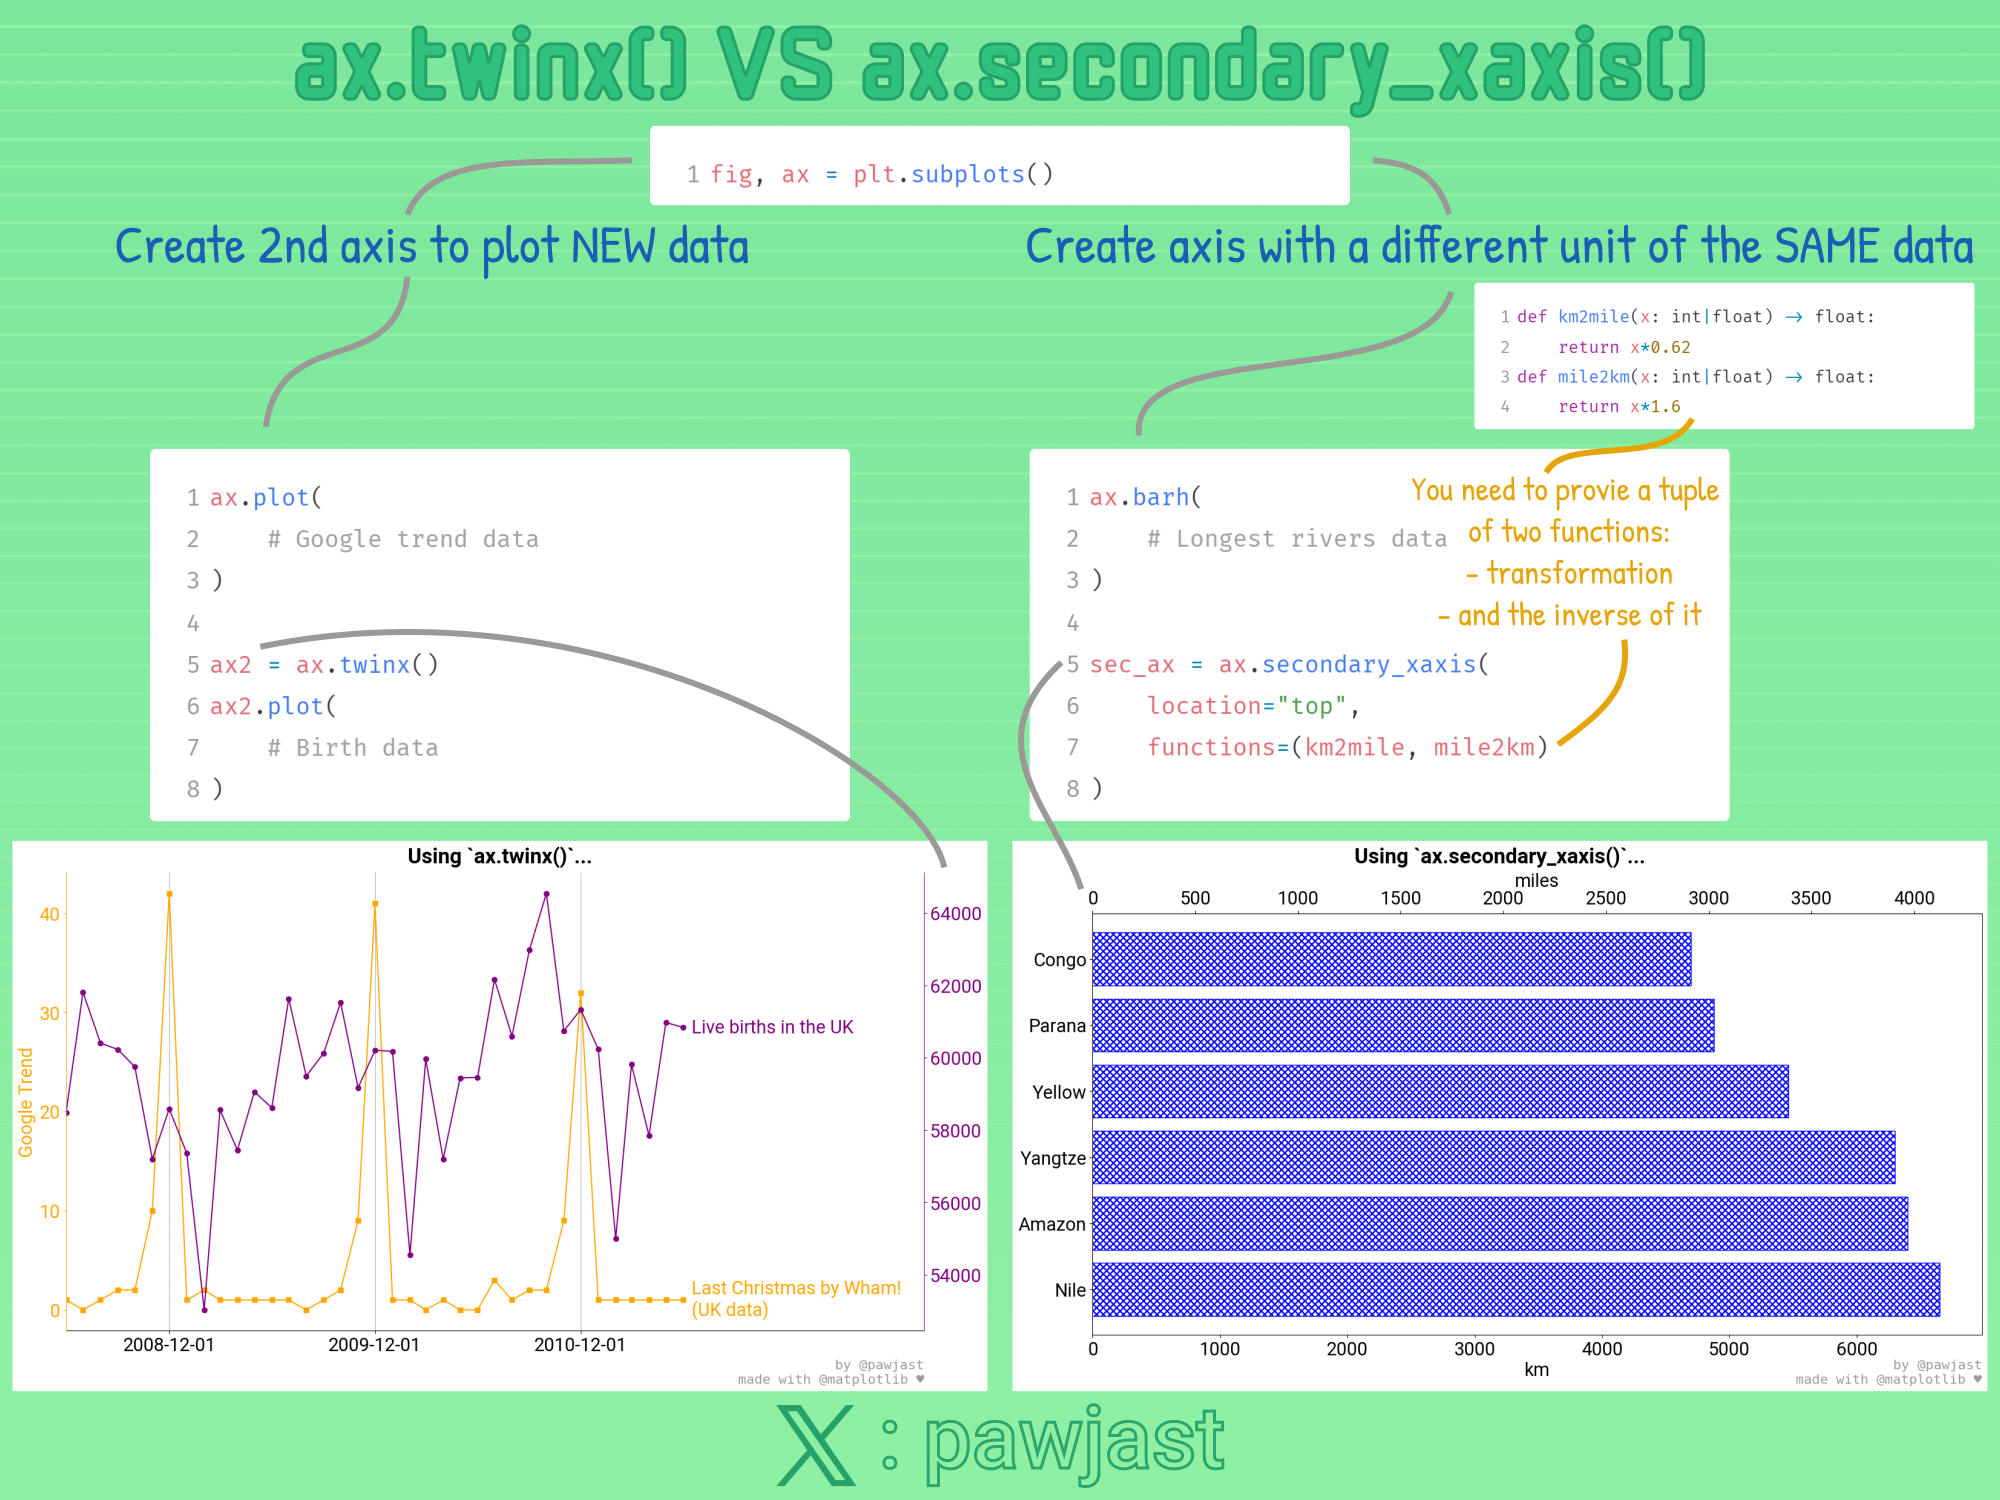 ax.twinx() VS ax.secondary_xaxis()
1 fig, ax = plt.subplots()
Create 2nd axis to plot NEW data
Create axis with a different unit of the SAME data
1 def km2mile(x: int|float) → float:
2     return x*0.62
3 def mile2km(x: int|float) → float:
4     return x*1.6
1 ax.plot(
2     # Google trend data
3 )
4
5 ax2 = ax.twinx()
6 ax2.plot(
7     # Birth data
8 )
You need to provie a tuple
of two functions:
- transformation
- and the inverse of it
1 ax.barh(
2     # Longest rivers data
3 )
4
5 sec_ax = ax.secondary_xaxis(
6     location="top",
7     functions=(km2mile, mile2km)
8 )
Using `ax.twinx()`...
Google Trend
40
30
20
10
0
64000
62000
60000
58000
56000
54000
Live births in the UK
Last Christmas by Wham!
(UK data)
2008-12-01 2009-12-01 2010-12-01
by @pawjast
made with @matplotlib ♥
Using `ax.secondary_xaxis()`...
miles
0 500 1000 1500 2000 2500 3000 3500 4000
Congo
Parana
Yellow
Yangtze
Amazon
Nile
0 1000 2000 3000 4000 5000 6000
km
by @pawjast
made with @matplotlib ♥
X : pawjast